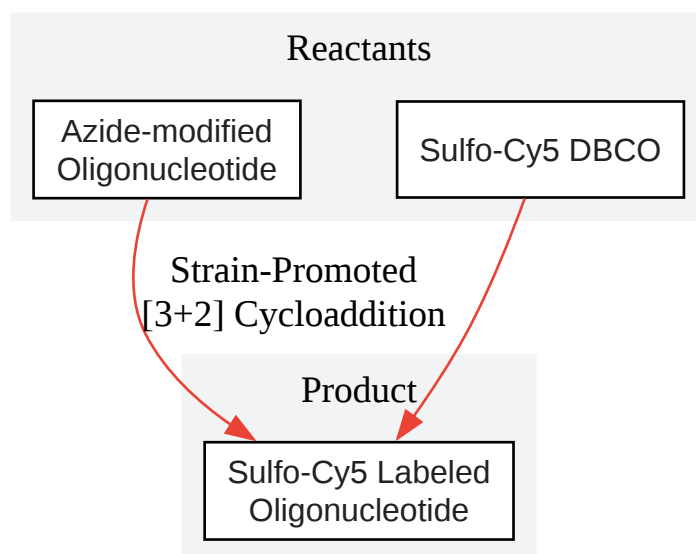 Reactants
Azide-modified
Oligonucleotide
Sulfo-Cy5 DBCO
Strain-Promoted
[3+2] Cycloaddition
Product
Sulfo-Cy5 Labeled
Oligonucleotide